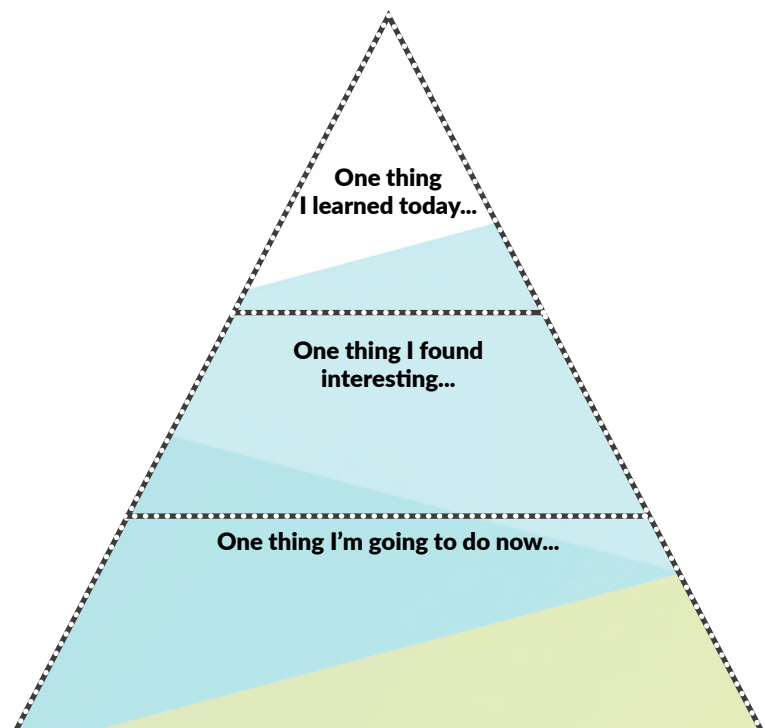 One thing
I learned today...
One thing I found
interesting...
One thing I’m going to do now...